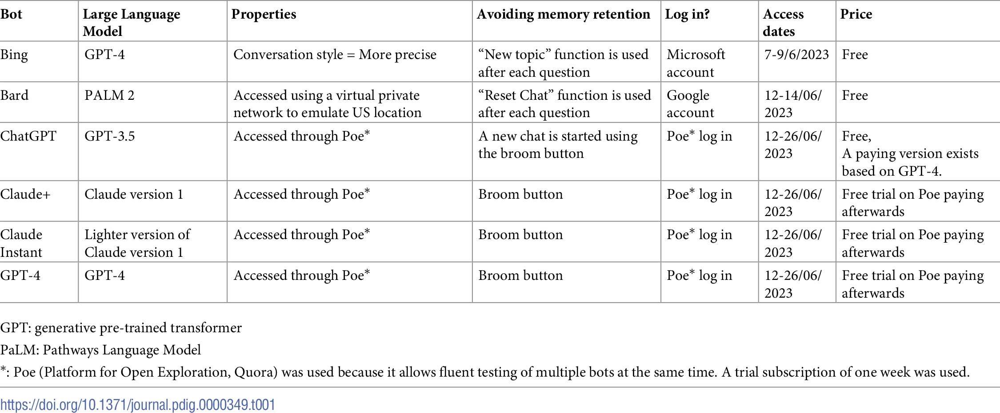 Bot Large Language Model Properties Avoiding memory retention Log in? Access dates Price
Bing GPT-4 Conversation style = More precise “New topic” function is used after each question Microsoft account 7-9/6/2023 Free
Bard PALM 2 Accessed using a virtual private network to emulate US location “Reset Chat” function is used after each question Google account 12-14/06/2023 Free
ChatGPT GPT-3.5 Accessed through Poe* A new chat is started using the broom button Poe* log in 12-26/06/2023 Free, A paying version exists based on GPT-4.
Claude+ Claude version 1 Accessed through Poe* Broom button Poe* log in 12-26/06/2023 Free trial on Poe paying afterwards
Claude Instant Lighter version of Claude version 1 Accessed through Poe* Broom button Poe* log in 12-26/06/2023 Free trial on Poe paying afterwards
GPT-4 GPT-4 Accessed through Poe* Broom button Poe* log in 12-26/06/2023 Free trial on Poe paying afterwards
GPT: generative pre-trained transformer
PaLM: Pathways Language Model
*: Poe (Platform for Open Exploration, Quora) was used because it allows fluent testing of multiple bots at the same time. A trial subscription of one week was used.
https://doi.org/10.1371/journal.pdig.0000349.t001